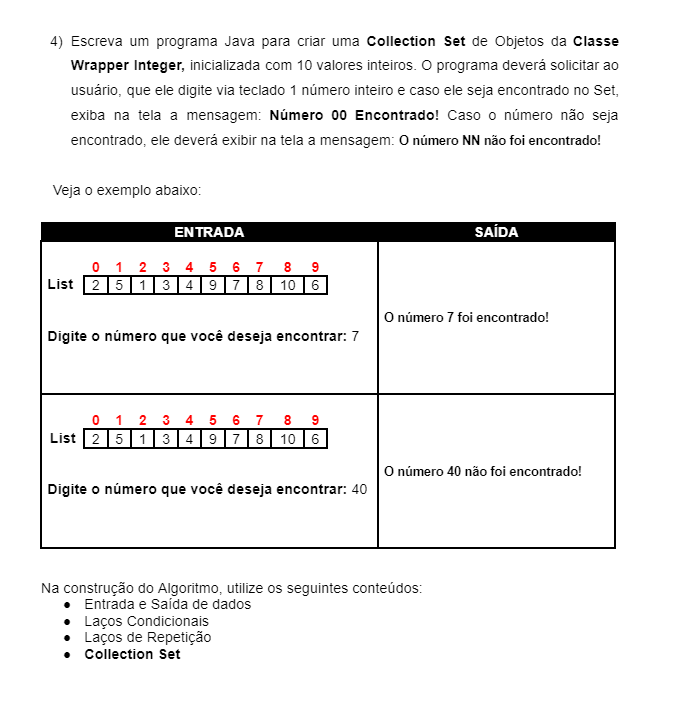 4) Escreva um programa Java para criar uma Collection Set de Objetos da Classe
Wrapper Integer, inicializada com 10 valores inteiros. O programa deverá solicitar ao
usuário, que ele digite via teclado 1 número inteiro e caso ele seja encontrado no Set,
exiba na tela a mensagem: Número 00 Encontrado! Caso o número não seja
encontrado, ele deverá exibir na tela a mensagem: O número NN não foi encontrado!
Veja o exemplo abaixo:
ENTRADA SAÍDA
0 1 2 3 4 5 6 7 8 9
List 2 5 1 3 4 9 7 8 10 6
O número 7 foi encontrado!
Digite o número que você deseja encontrar: 7
0 1 2 3 4 5 6 7 8 9
List 2 5 1 3 4 9 7 8 10 6
O número 40 não foi encontrado!
Digite o número que você deseja encontrar: 40
Na construção do Algoritmo, utilize os seguintes conteúdos:
● Entrada e Saída de dados
● Laços Condicionais
● Laços de Repetição
● Collection Set